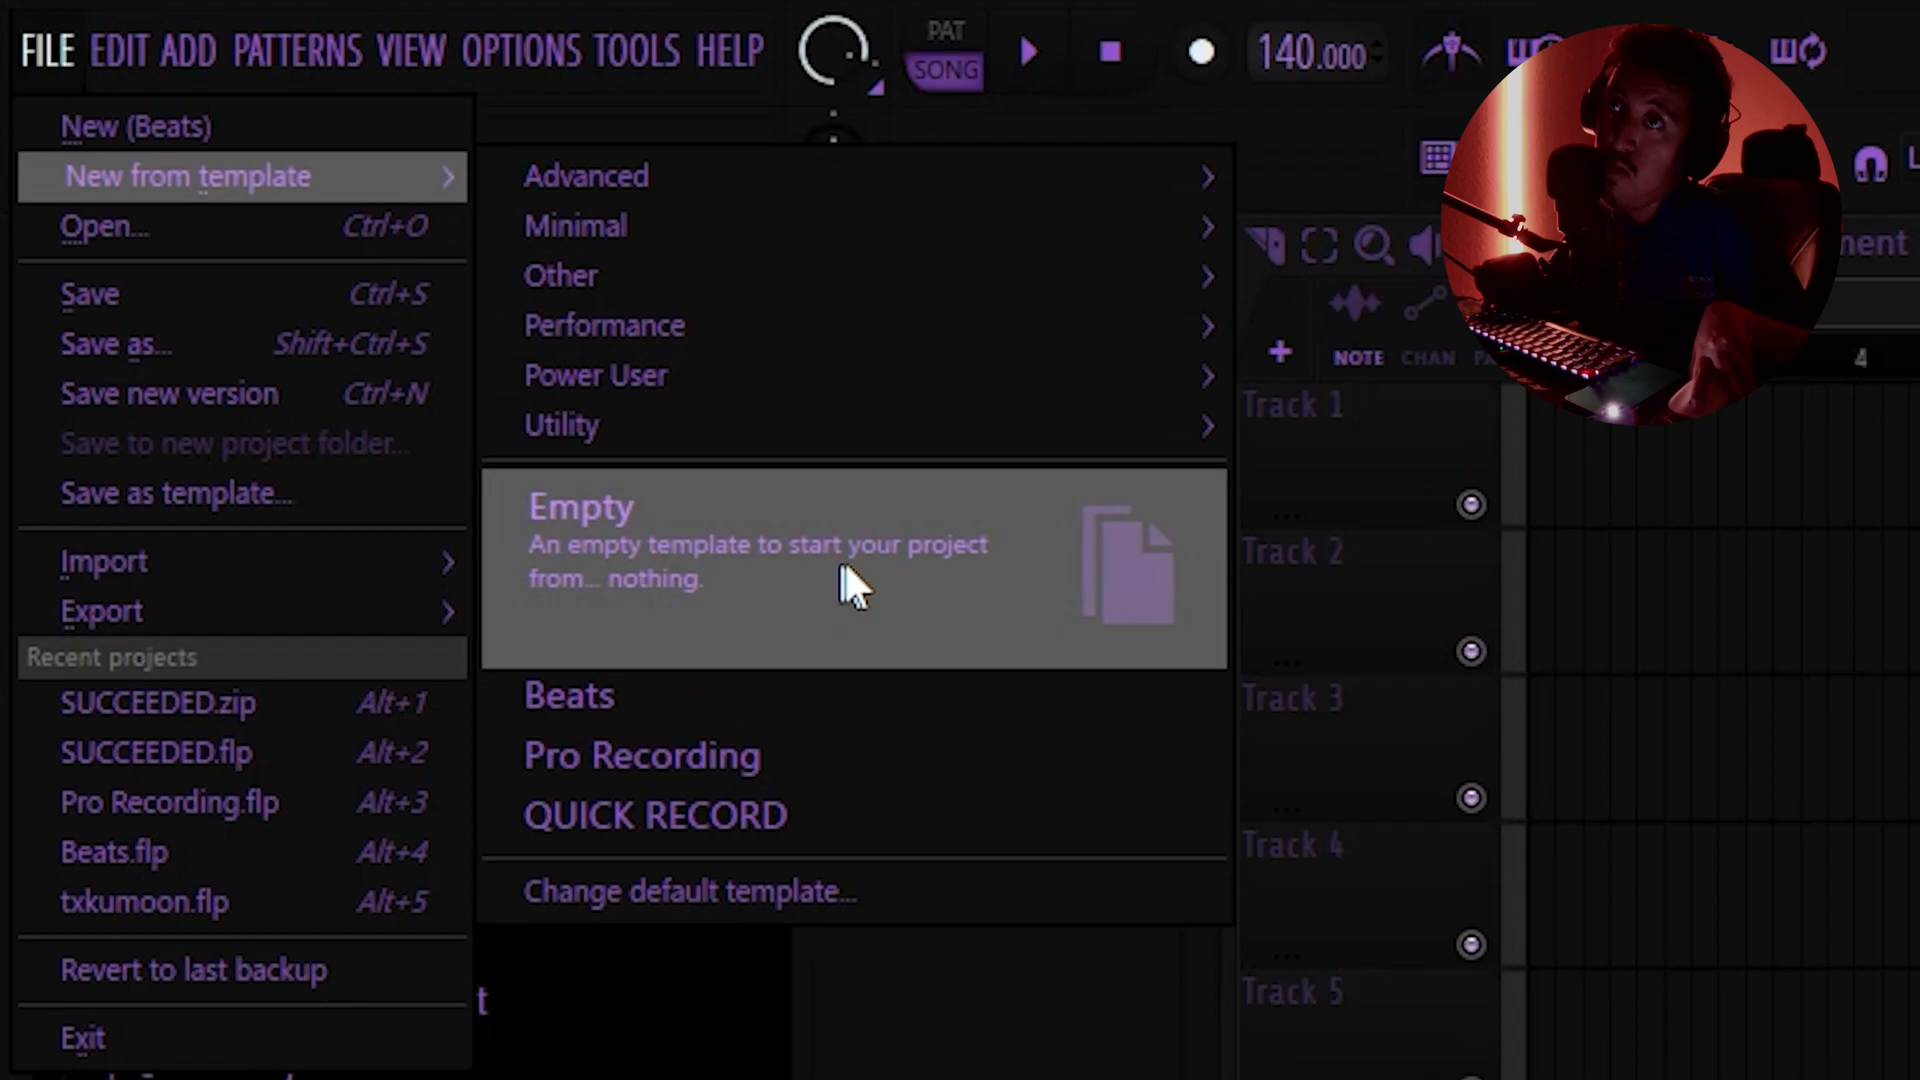 FILE EDIT ADD PATTERNS VIEW OPTIONS TOOLS HELP
PAT
SONG
140.000
New (Beats)
New from template
Open... Ctrl+O
Save Ctrl+S
Save as... Shift+Ctrl+S
Save new version Ctrl+N
Save to new project folder...
Save as template...
Import
Export
Recent projects
SUCCEEDED.zip Alt+1
SUCCEEDED.flp Alt+2
Pro Recording.flp Alt+3
Beats.flp Alt+4
txkumoon.flp Alt+5
Revert to last backup
Exit
Advanced
Minimal
Other
Performance
Power User
Utility
Empty
An empty template to start your project
from... nothing.
Beats
Pro Recording
QUICK RECORD
Change default template...
NOTE CHAN
4
Track 1
Track 2
Track 3
Track 4
Track 5